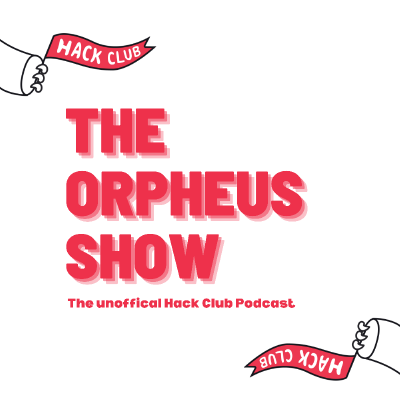 HACK CLUB
THE
ORPHEUS
SHOW
The unoffical Hack Club Podcast
HACK CLUB